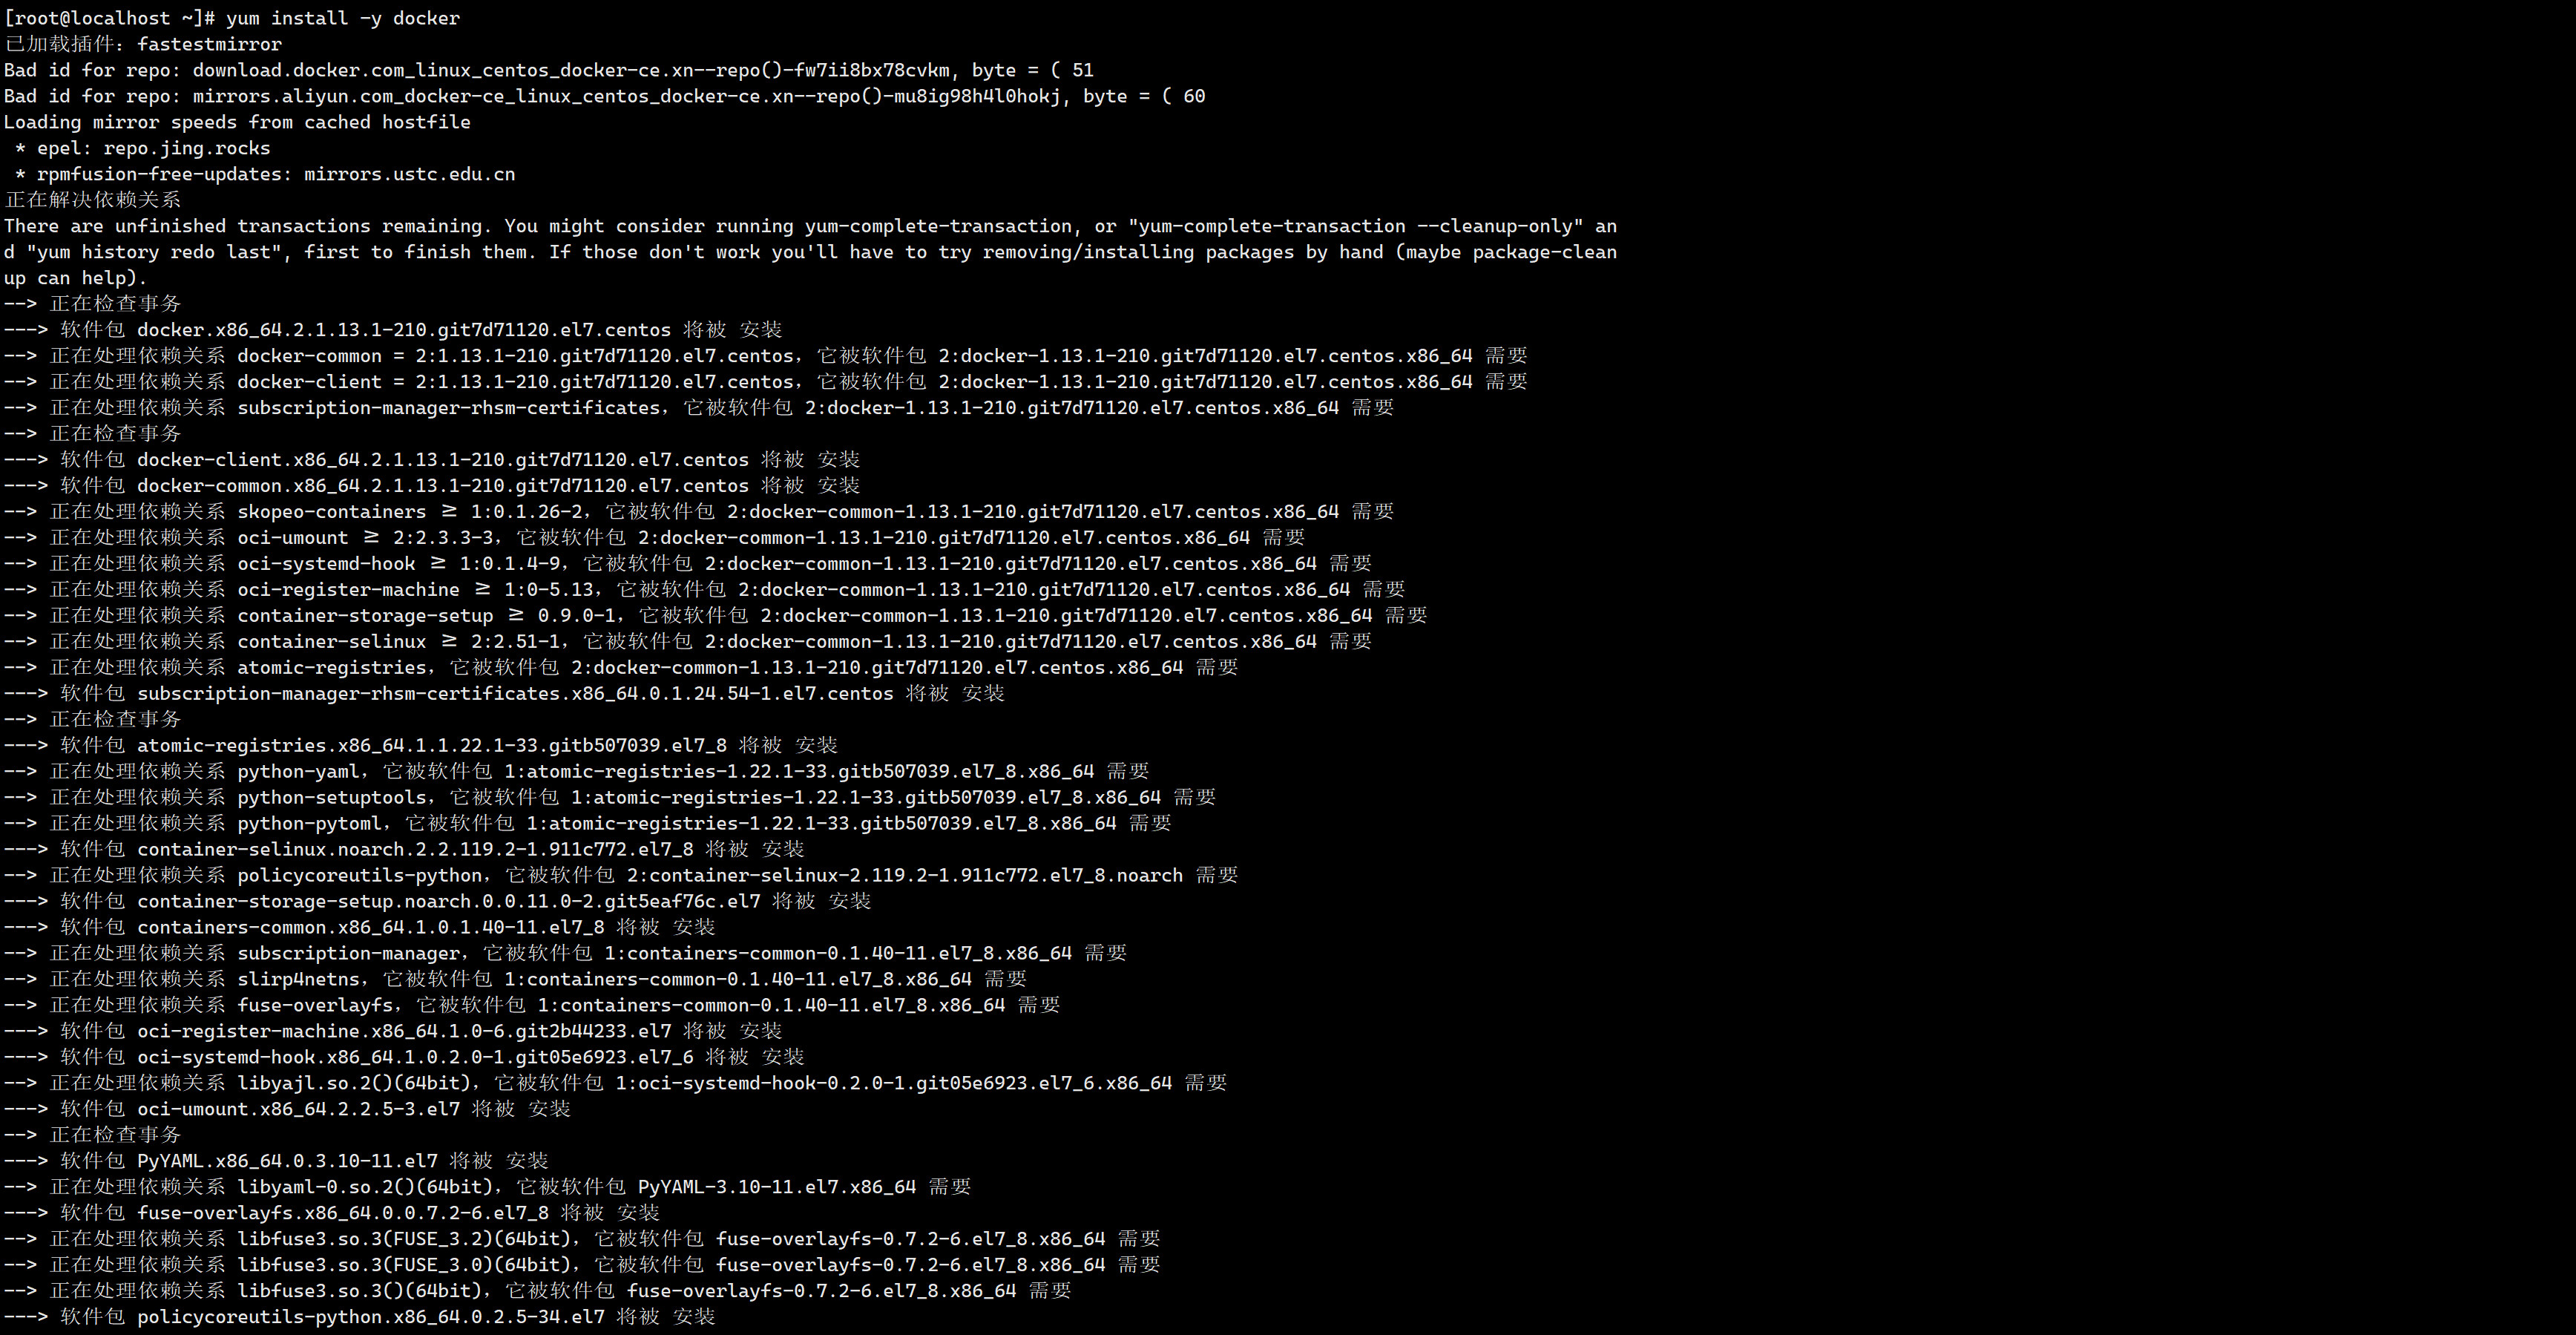 [root@localhost ~]# yum install -y docker
已加载插件：fastestmirror
Bad id for repo: download.docker.com_linux_centos_docker-ce.xn--repo()-fw7ii8bx78cvkm, byte = ( 51
Bad id for repo: mirrors.aliyun.com_docker-ce_linux_centos_docker-ce.xn--repo()-mu8ig98h4l0hokj, byte = ( 60
Loading mirror speeds from cached hostfile
 * epel: repo.jing.rocks
 * rpmfusion-free-updates: mirrors.ustc.edu.cn
正在解决依赖关系
There are unfinished transactions remaining. You might consider running yum-complete-transaction, or "yum-complete-transaction --cleanup-only" an
d "yum history redo last", first to finish them. If those don't work you'll have to try removing/installing packages by hand (maybe package-clean
up can help).
--> 正在检查事务
---> 软件包 docker.x86_64.2.1.13.1-210.git7d71120.el7.centos 将被 安装
--> 正在处理依赖关系 docker-common = 2:1.13.1-210.git7d71120.el7.centos，它被软件包 2:docker-1.13.1-210.git7d71120.el7.centos.x86_64 需要
--> 正在处理依赖关系 docker-client = 2:1.13.1-210.git7d71120.el7.centos，它被软件包 2:docker-1.13.1-210.git7d71120.el7.centos.x86_64 需要
--> 正在处理依赖关系 subscription-manager-rhsm-certificates，它被软件包 2:docker-1.13.1-210.git7d71120.el7.centos.x86_64 需要
--> 正在检查事务
---> 软件包 docker-client.x86_64.2.1.13.1-210.git7d71120.el7.centos 将被 安装
---> 软件包 docker-common.x86_64.2.1.13.1-210.git7d71120.el7.centos 将被 安装
--> 正在处理依赖关系 skopeo-containers ≥ 1:0.1.26-2，它被软件包 2:docker-common-1.13.1-210.git7d71120.el7.centos.x86_64 需要
--> 正在处理依赖关系 oci-umount ≥ 2:2.3.3-3，它被软件包 2:docker-common-1.13.1-210.git7d71120.el7.centos.x86_64 需要
--> 正在处理依赖关系 oci-systemd-hook ≥ 1:0.1.4-9，它被软件包 2:docker-common-1.13.1-210.git7d71120.el7.centos.x86_64 需要
--> 正在处理依赖关系 oci-register-machine ≥ 1:0-5.13，它被软件包 2:docker-common-1.13.1-210.git7d71120.el7.centos.x86_64 需要
--> 正在处理依赖关系 container-storage-setup ≥ 0.9.0-1，它被软件包 2:docker-common-1.13.1-210.git7d71120.el7.centos.x86_64 需要
--> 正在处理依赖关系 container-selinux ≥ 2:2.51-1，它被软件包 2:docker-common-1.13.1-210.git7d71120.el7.centos.x86_64 需要
--> 正在处理依赖关系 atomic-registries，它被软件包 2:docker-common-1.13.1-210.git7d71120.el7.centos.x86_64 需要
---> 软件包 subscription-manager-rhsm-certificates.x86_64.0.1.24.54-1.el7.centos 将被 安装
--> 正在检查事务
---> 软件包 atomic-registries.x86_64.1.1.22.1-33.gitb507039.el7_8 将被 安装
--> 正在处理依赖关系 python-yaml，它被软件包 1:atomic-registries-1.22.1-33.gitb507039.el7_8.x86_64 需要
--> 正在处理依赖关系 python-setuptools，它被软件包 1:atomic-registries-1.22.1-33.gitb507039.el7_8.x86_64 需要
--> 正在处理依赖关系 python-pytoml，它被软件包 1:atomic-registries-1.22.1-33.gitb507039.el7_8.x86_64 需要
---> 软件包 container-selinux.noarch.2.2.119.2-1.911c772.el7_8 将被 安装
--> 正在处理依赖关系 policycoreutils-python，它被软件包 2:container-selinux-2.119.2-1.911c772.el7_8.noarch 需要
---> 软件包 container-storage-setup.noarch.0.0.11.0-2.git5eaf76c.el7 将被 安装
---> 软件包 containers-common.x86_64.1.0.1.40-11.el7_8 将被 安装
--> 正在处理依赖关系 subscription-manager，它被软件包 1:containers-common-0.1.40-11.el7_8.x86_64 需要
--> 正在处理依赖关系 slirp4netns，它被软件包 1:containers-common-0.1.40-11.el7_8.x86_64 需要
--> 正在处理依赖关系 fuse-overlayfs，它被软件包 1:containers-common-0.1.40-11.el7_8.x86_64 需要
---> 软件包 oci-register-machine.x86_64.1.0-6.git2b44233.el7 将被 安装
---> 软件包 oci-systemd-hook.x86_64.1.0.2.0-1.git05e6923.el7_6 将被 安装
--> 正在处理依赖关系 libyajl.so.2()(64bit)，它被软件包 1:oci-systemd-hook-0.2.0-1.git05e6923.el7_6.x86_64 需要
---> 软件包 oci-umount.x86_64.2.2.5-3.el7 将被 安装
--> 正在检查事务
---> 软件包 PyYAML.x86_64.0.3.10-11.el7 将被 安装
--> 正在处理依赖关系 libyaml-0.so.2()(64bit)，它被软件包 PyYAML-3.10-11.el7.x86_64 需要
---> 软件包 fuse-overlayfs.x86_64.0.0.7.2-6.el7_8 将被 安装
--> 正在处理依赖关系 libfuse3.so.3(FUSE_3.2)(64bit)，它被软件包 fuse-overlayfs-0.7.2-6.el7_8.x86_64 需要
--> 正在处理依赖关系 libfuse3.so.3(FUSE_3.0)(64bit)，它被软件包 fuse-overlayfs-0.7.2-6.el7_8.x86_64 需要
--> 正在处理依赖关系 libfuse3.so.3()(64bit)，它被软件包 fuse-overlayfs-0.7.2-6.el7_8.x86_64 需要
---> 软件包 policycoreutils-python.x86_64.0.2.5-34.el7 将被 安装